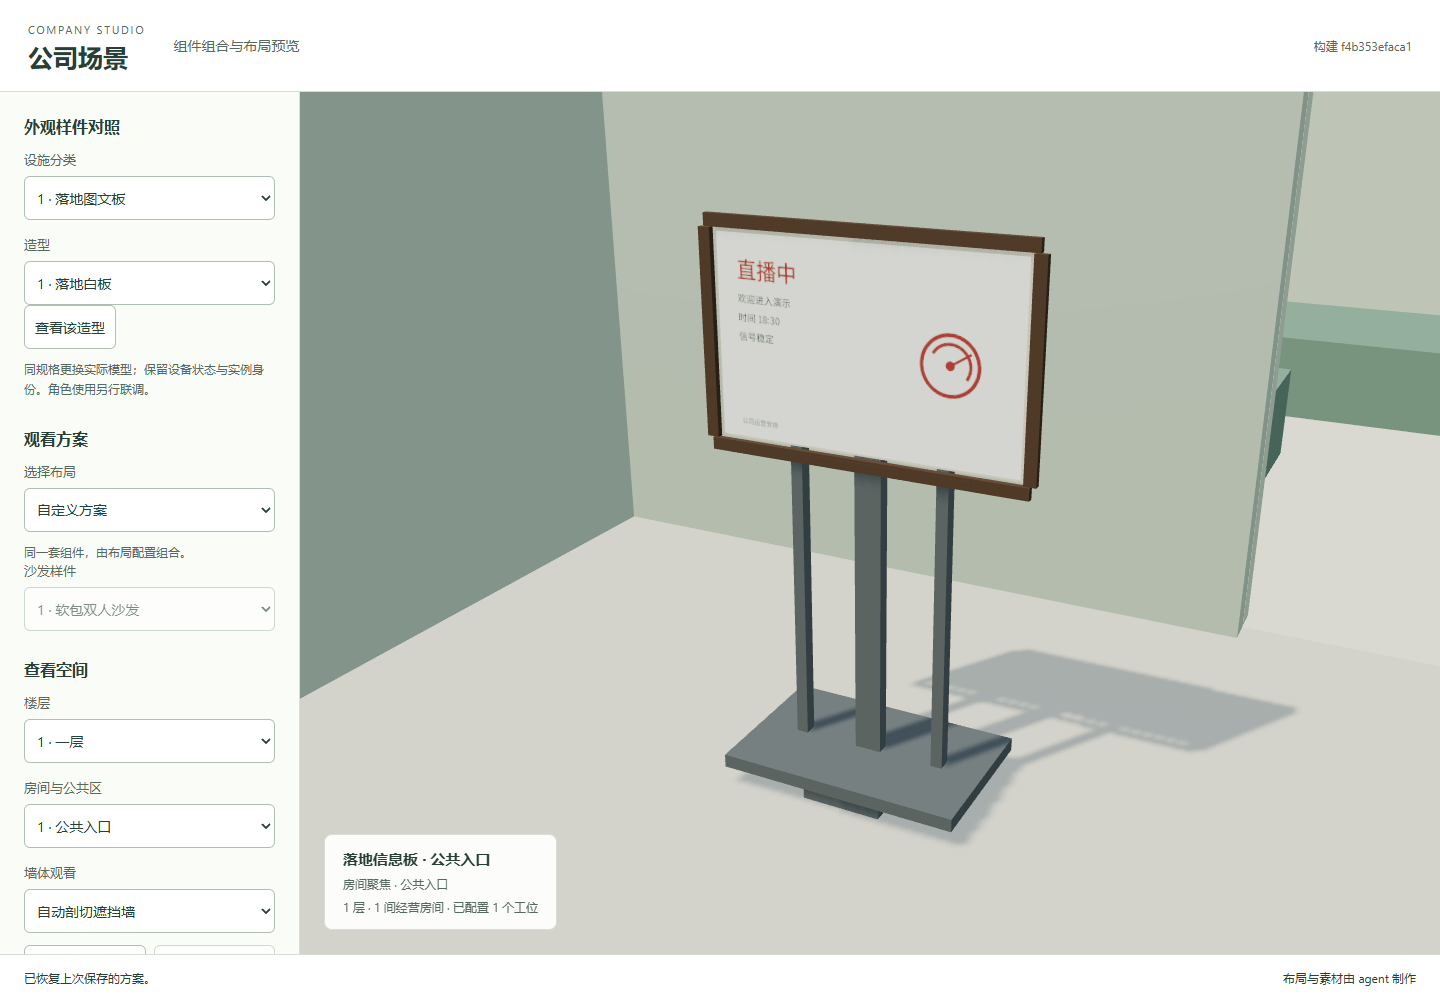 COMPANY STUDIO
公司场景
组件组合与布局预览
构建 f4b353efaca1
外观样件对照
设施分类
1 · 落地图文板
造型
1 · 落地白板
查看该造型
同规格更换实际模型；保留设备状态与实例身
份。角色使用另行联调。
观看方案
选择布局
自定义方案
同一套组件，由布局配置组合。
沙发样件
1 · 软包双人沙发
查看空间
楼层
1 · 一层
房间与公共区
1 · 公共入口
墙体观看
自动剖切遮挡墙
直播中
欢迎进入演示
时间 18:30
信号稳定
落地信息板 · 公共入口
房间聚焦 · 公共入口
1 层 · 1 间经营房间 · 已配置 1 个工位
已恢复上次保存的方案。
布局与素材由 agent 制作